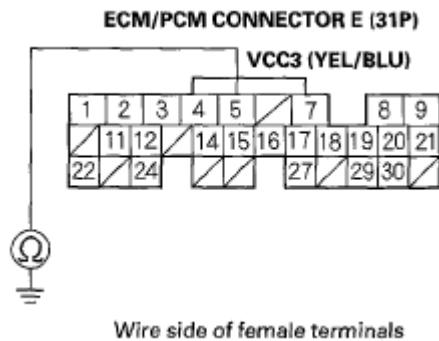 ECM/PCM CONNECTOR E (31P)
VCC3 (YEL/BLU)
1 2 3 4 5 7 8 9
11 12 14 15 16 17 18 19 20 21
22 24 27 29 30
Ω
Wire side of female terminals